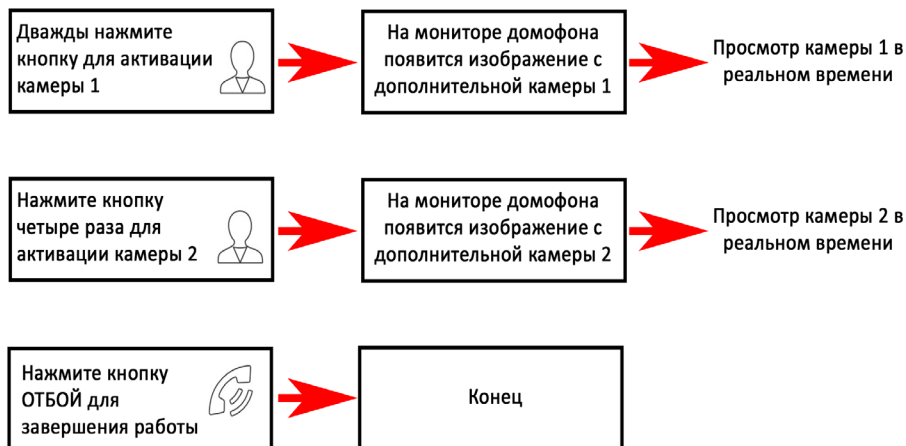 Дважды нажмите
кнопку для активации
камеры 1
На мониторе домофона
появится изображение с
дополнительной камеры 1
Просмотр камеры 1 в
реальном времени
Нажмите кнопку
четыре раза для
активации камеры 2
На мониторе домофона
появится изображение с
дополнительной камеры 2
Просмотр камеры 2 в
реальном времени
Нажмите кнопку
ОТБОЙ для
завершения работы
Конец